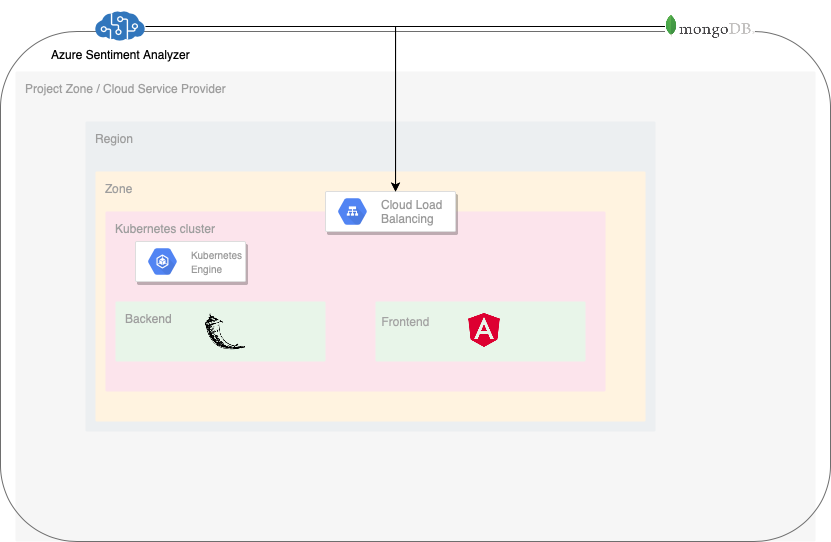 mongoDB.
Azure Sentiment Analyzer
Project Zone / Cloud Service Provider
Region
Zone
Cloud Load
Balancing
Kubernetes cluster
Kubernetes
Engine
Backend
Frontend
A